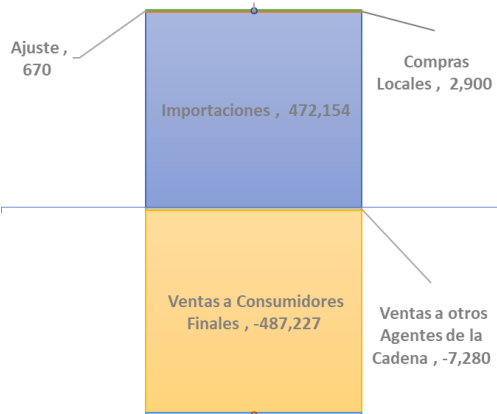 Ajuste ,
670
Compras
Locales , 2,900
Importaciones , 472,154
Ventas a Consumidores
Finales , -487,227
Ventas a otros
Agentes de la
Cadena , -7,280